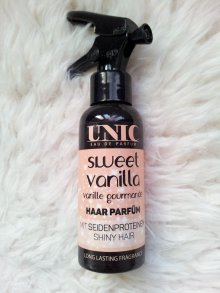 UNIC
EAU DE PARFUM
sweet
vanilla
vanille gourmande
HAAR PARFÜM
MIT SEIDENPROTEINEN
SHINY HAIR
LONG LASTING FRAGRANCE